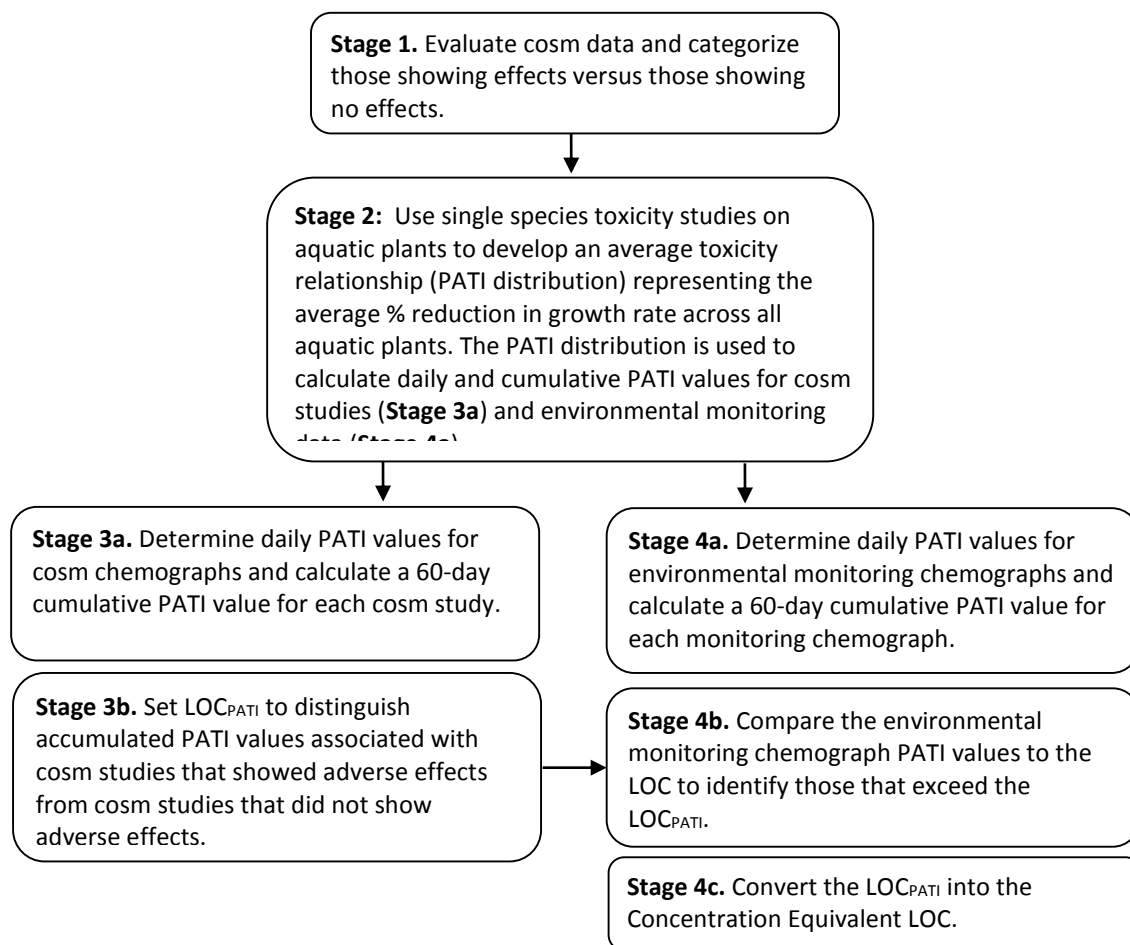 Stage 1. Evaluate cosm data and categorize
those showing effects versus those showing
no effects.
Stage 2: Use single species toxicity studies on
aquatic plants to develop an average toxicity
relationship (PATI distribution) representing the
average % reduction in growth rate across all
aquatic plants. The PATI distribution is used to
calculate daily and cumulative PATI values for cosm
studies (Stage 3a) and environmental monitoring
data (Stage 4a)
Stage 3a. Determine daily PATI values for
cosm chemographs and calculate a 60-day
cumulative PATI value for each cosm study.
Stage 3b. Set LOCPATI to distinguish
accumulated PATI values associated with
cosm studies that showed adverse effects
from cosm studies that did not show
adverse effects.
Stage 4a. Determine daily PATI values for
environmental monitoring chemographs and
calculate a 60-day cumulative PATI value for
each monitoring chemograph.
Stage 4b. Compare the environmental
monitoring chemograph PATI values to the
LOC to identify those that exceed the
LOCPATI.
Stage 4c. Convert the LOCPATI into the
Concentration Equivalent LOC.